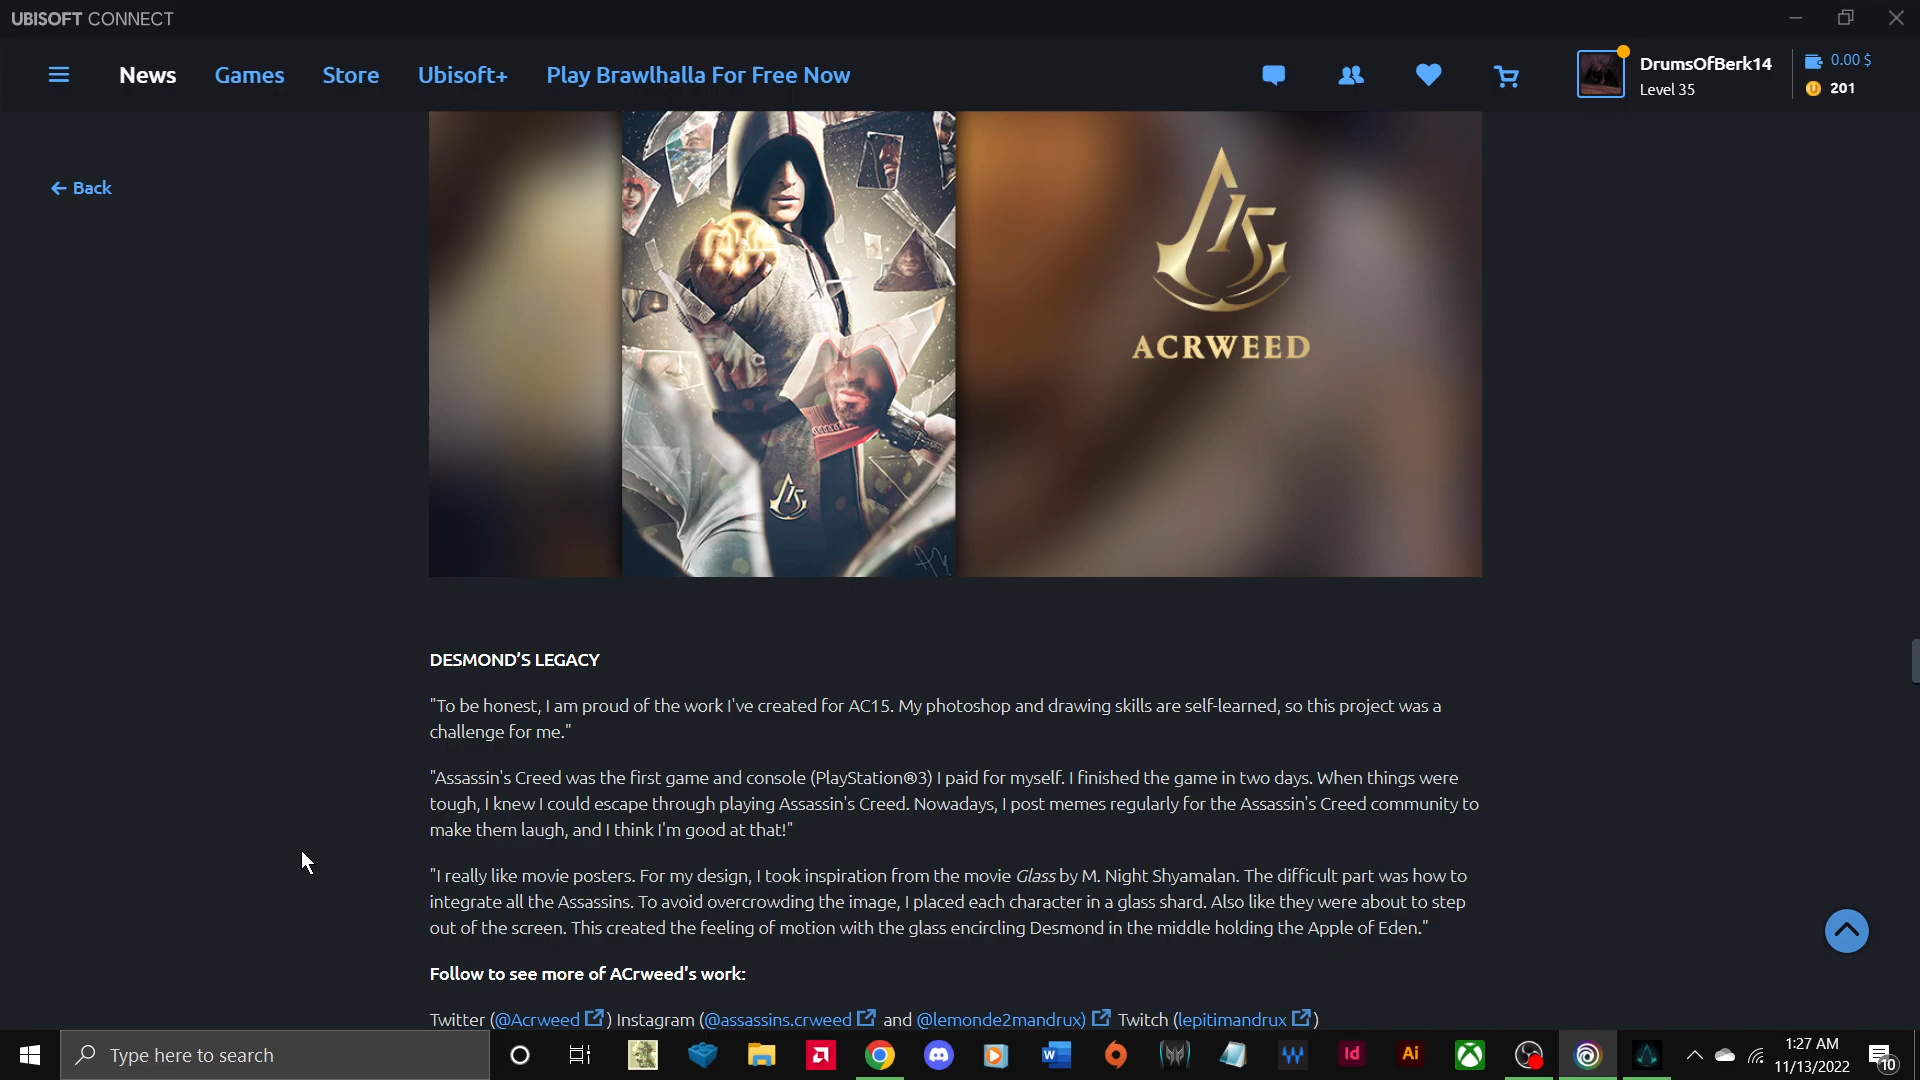 UBISOFT CONNECT
News
Games
Store
Ubisoft+
Play Brawlhalla For Free Now
DrumsOfBerk14
Level 35
0.00 $
201
Back
15
ACRWEED
15
DESMOND’S LEGACY
"To be honest, I am proud of the work I've created for AC15. My photoshop and drawing skills are self-learned, so this project was a
challenge for me."
"Assassin's Creed was the first game and console (PlayStation®3) I paid for myself. I finished the game in two days. When things were
tough, I knew I could escape through playing Assassin's Creed. Nowadays, I post memes regularly for the Assassin's Creed community to
make them laugh, and I think I'm good at that!"
"I really like movie posters. For my design, I took inspiration from the movie Glass by M. Night Shyamalan. The difficult part was how to
integrate all the Assassins. To avoid overcrowding the image, I placed each character in a glass shard. Also like they were about to step
out of the screen. This created the feeling of motion with the glass encircling Desmond in the middle holding the Apple of Eden."
Follow to see more of ACrweed's work:
Twitter (@Acrweed ) Instagram (@assassins.crweed and @lemonde2mandrux) Twitch (lepitimandrux )
Type here to search
W
Id
Ai
1:27 AM
11/13/2022
10